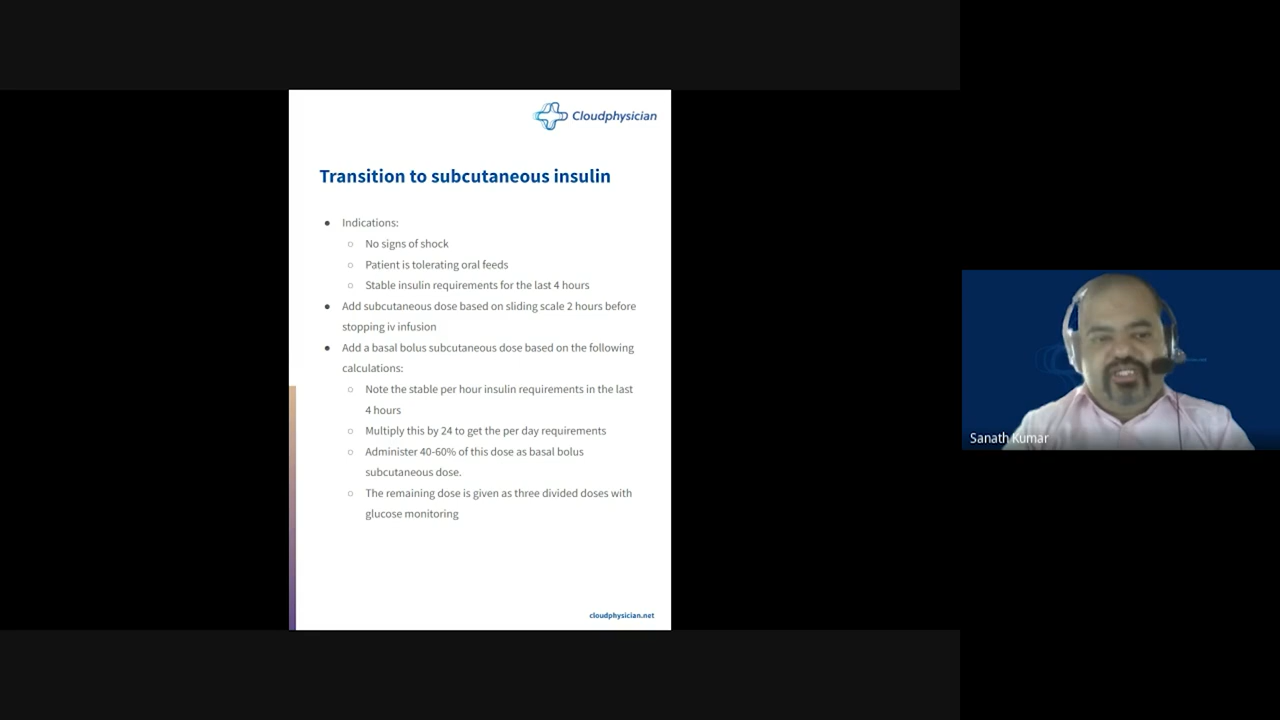 Cloudphysician
Transition to subcutaneous insulin
● Indications:
○ No signs of shock
○ Patient is tolerating oral feeds
○ Stable insulin requirements for the last 4 hours
● Add subcutaneous dose based on sliding scale 2 hours before
stopping iv infusion
● Add a basal bolus subcutaneous dose based on the following
calculations:
○ Note the stable per hour insulin requirements in the last
4 hours
○ Multiply this by 24 to get the per day requirements
○ Administer 40-60% of this dose as basal bolus
subcutaneous dose.
○ The remaining dose is given as three divided doses with
glucose monitoring
cloudphysician.net
Sanath Kumar